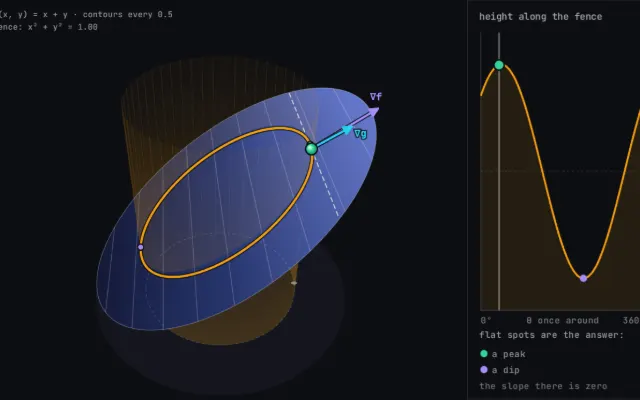 (x, y) = x + y · contours every 0.5
ence: x² + y² = 1.00
∇f
∇g
height along the fence
0°
θ once around
360
flat spots are the answer:
a peak
a dip
the slope there is zero